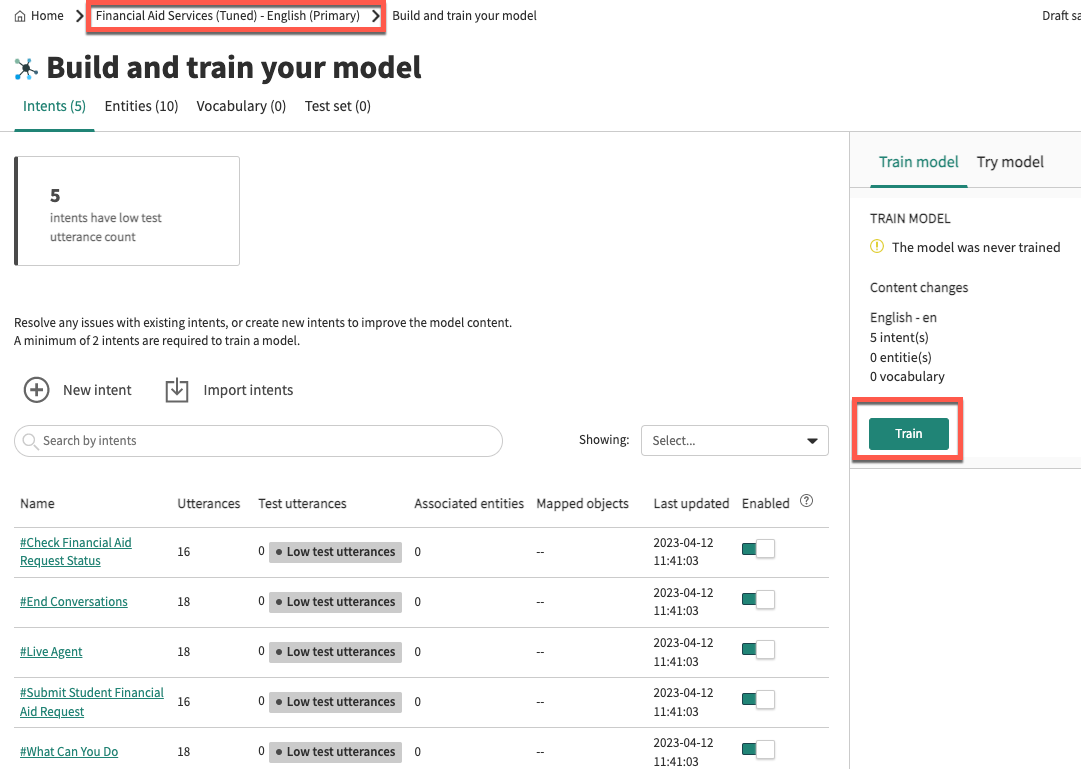 Home
Financial Aid Services (Tuned) - English (Primary)
Build and train your model
Draft sa
Build and train your model
Intents (5)
Entities (10)
Vocabulary (0)
Test set (0)
5
intents have low test
utterance count
Resolve any issues with existing intents, or create new intents to improve the model content.
A minimum of 2 intents are required to train a model.
New intent
Import intents
Search by intents
Showing:
Select...
Name Utterances Test utterances Associated entities Mapped objects Last updated Enabled ?
#Check Financial Aid
Request Status
16 0 • Low test utterances 0 --
2023-04-12
11:41:03
#End Conversations 18 0 • Low test utterances 0 --
2023-04-12
11:41:03
#Live Agent 18 0 • Low test utterances 0 --
2023-04-12
11:41:03
#Submit Student Financial
Aid Request
16 0 • Low test utterances 0 --
2023-04-12
11:41:03
#What Can You Do 18 0 • Low test utterances 0 --
2023-04-12
11:41:03
Train model
Try model
TRAIN MODEL
The model was never trained
Content changes
English - en
5 intent(s)
0 entitie(s)
0 vocabulary
Train